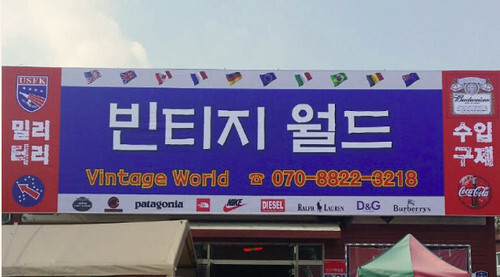 USFK
밀리
터리
빈티지 월드
Vintage World ☎ 070-8822-3218
patagonia
NIKE
DIESEL
RALPH LAUREN
D&G
Burberrys
Budweiser
수입
구제
Coca-Cola